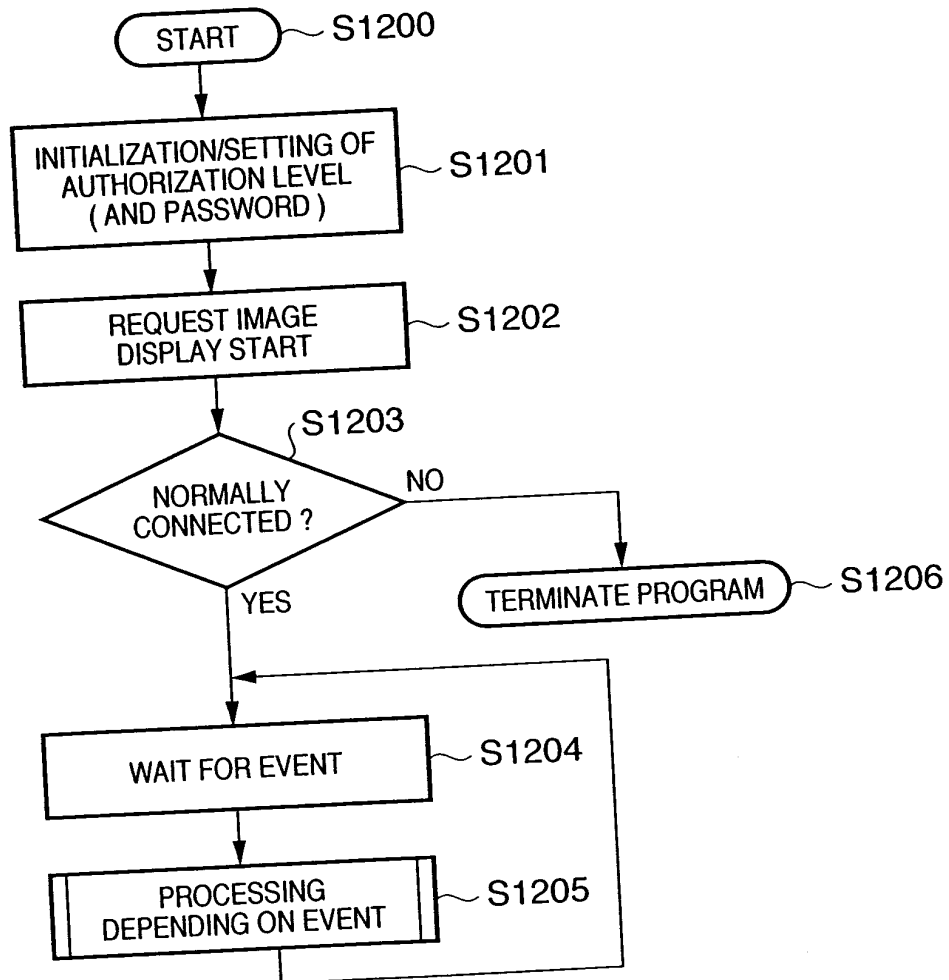 START
S1200
INITIALIZATION/SETTING OF
AUTHORIZATION LEVEL
( AND PASSWORD )
S1201
REQUEST IMAGE
DISPLAY START
S1202
S1203
NORMALLY
CONNECTED ?
NO
YES
TERMINATE PROGRAM
S1206
WAIT FOR EVENT
S1204
PROCESSING
DEPENDING ON EVENT
S1205